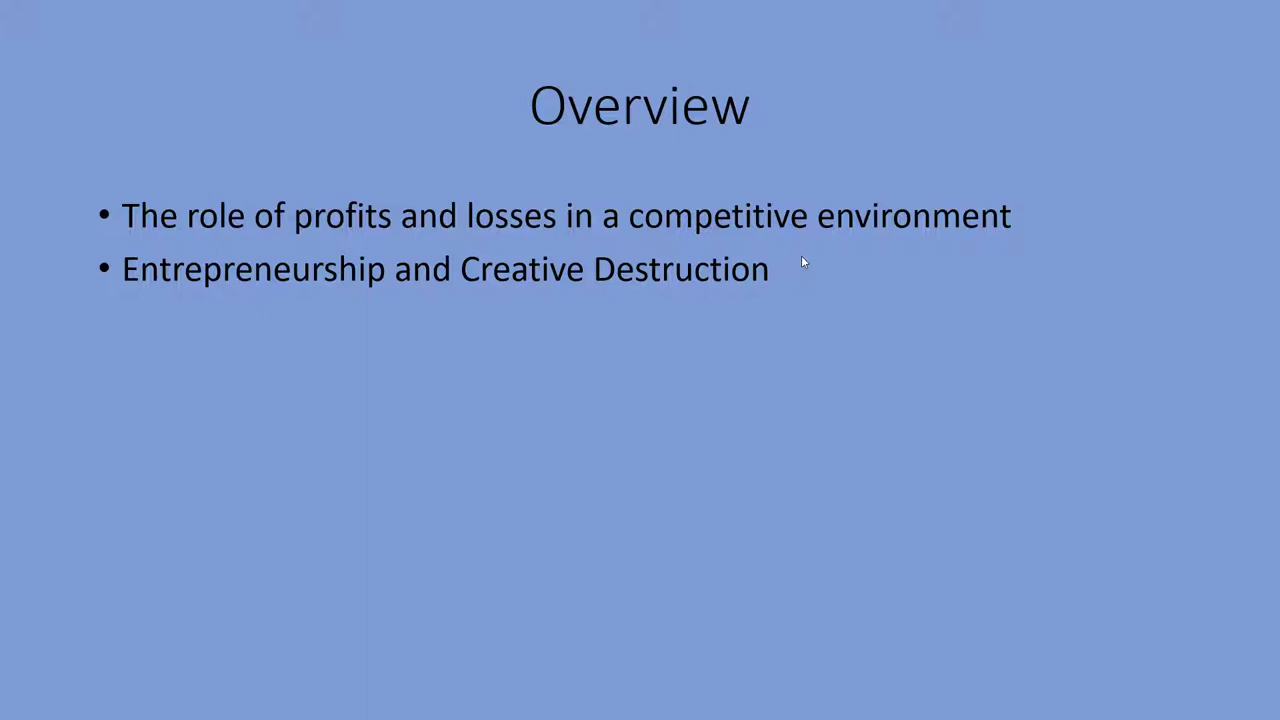 Overview
• The role of profits and losses in a competitive environment
• Entrepreneurship and Creative Destruction